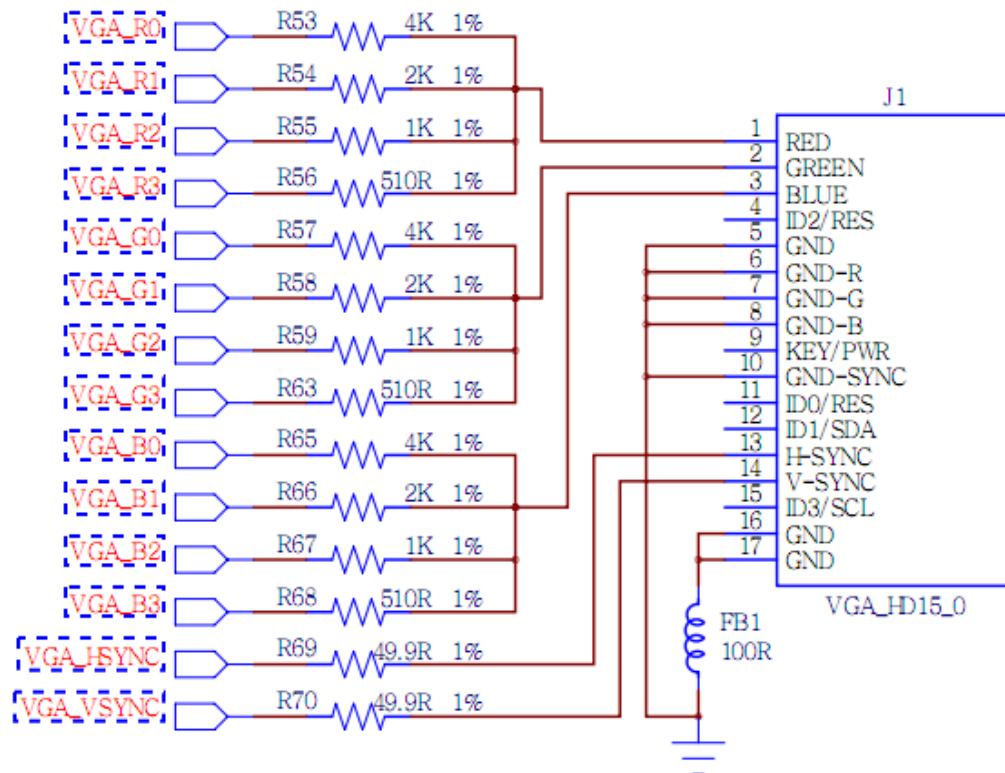 VGA_R0 R53 4K 1%
VGA_R1 R54 2K 1%
VGA_R2 R55 1K 1%
VGA_R3 R56 510R 1%
VGA_G0 R57 4K 1%
VGA_G1 R58 2K 1%
VGA_G2 R59 1K 1%
VGA_G3 R63 510R 1%
VGA_B0 R65 4K 1%
VGA_B1 R66 2K 1%
VGA_B2 R67 1K 1%
VGA_B3 R68 510R 1%
VGA_HSYNC R69 49.9R 1%
VGA_VSYNC R70 49.9R 1%
J1
1 RED
2 GREEN
3 BLUE
4 ID2/RES
5 GND
6 GND-R
7 GND-G
8 GND-B
9 KEY/PWR
10 GND-SYNC
11 ID0/RES
12 ID1/SDA
13 H-SYNC
14 V-SYNC
15 ID3/SCL
16 GND
17 GND
VGA_HD15_0
FB1
100R